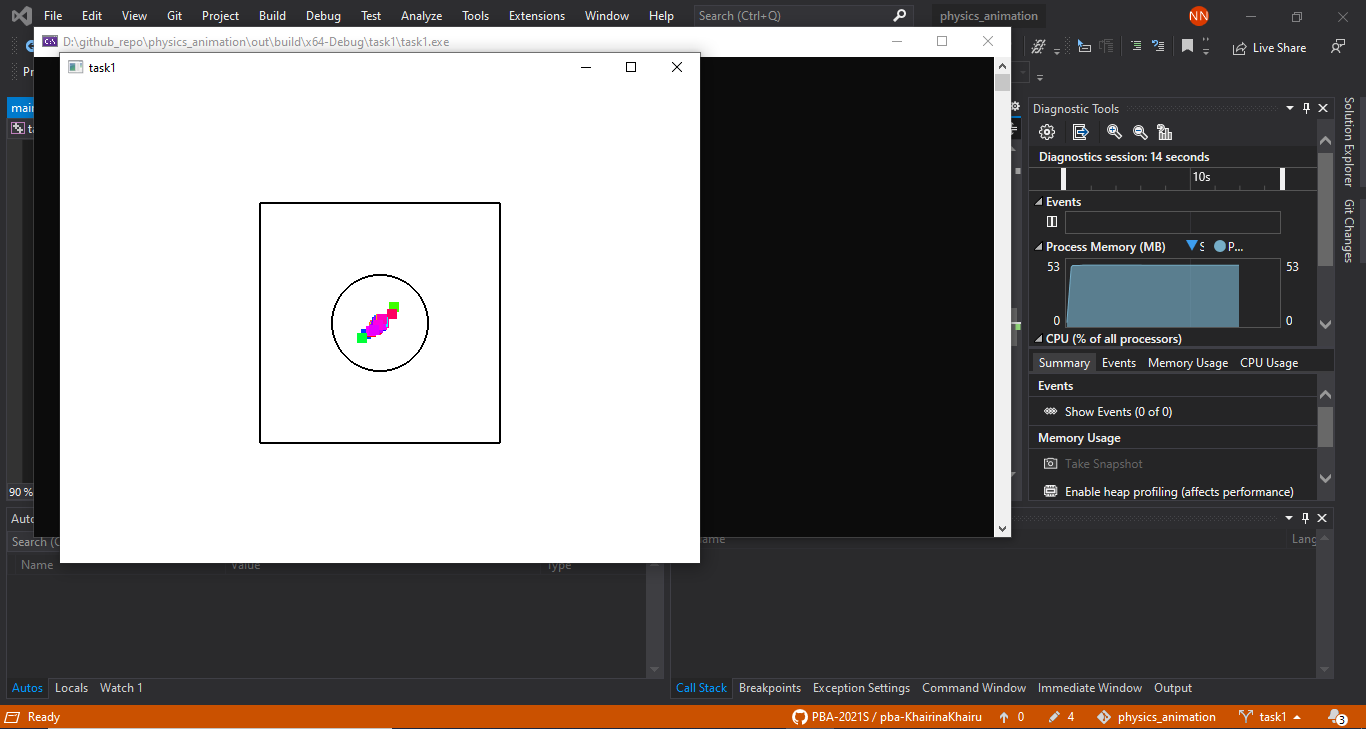 File Edit View Git Project Build Debug Test Analyze Tools Extensions Window Help Search (Ctrl+Q) physics_animation NN
D:\github_repo\physics_animation\out\build\x64-Debug\task1\task1.exe
Live Share
task1
Diagnostic Tools
Diagnostics session: 14 seconds
10s
Events
Process Memory (MB) S P...
53 53
0 0
CPU (% of all processors)
Summary Events Memory Usage CPU Usage
Events
Show Events (0 of 0)
Memory Usage
Take Snapshot
Enable heap profiling (affects performance)
Solution Explorer
Git Changes
90 %
Name Value Type
Lang
Autos Locals Watch 1
Call Stack Breakpoints Exception Settings Command Window Immediate Window Output
Ready PBA-2021S / pba-KhairinaKhairu 0 4 physics_animation task1 3